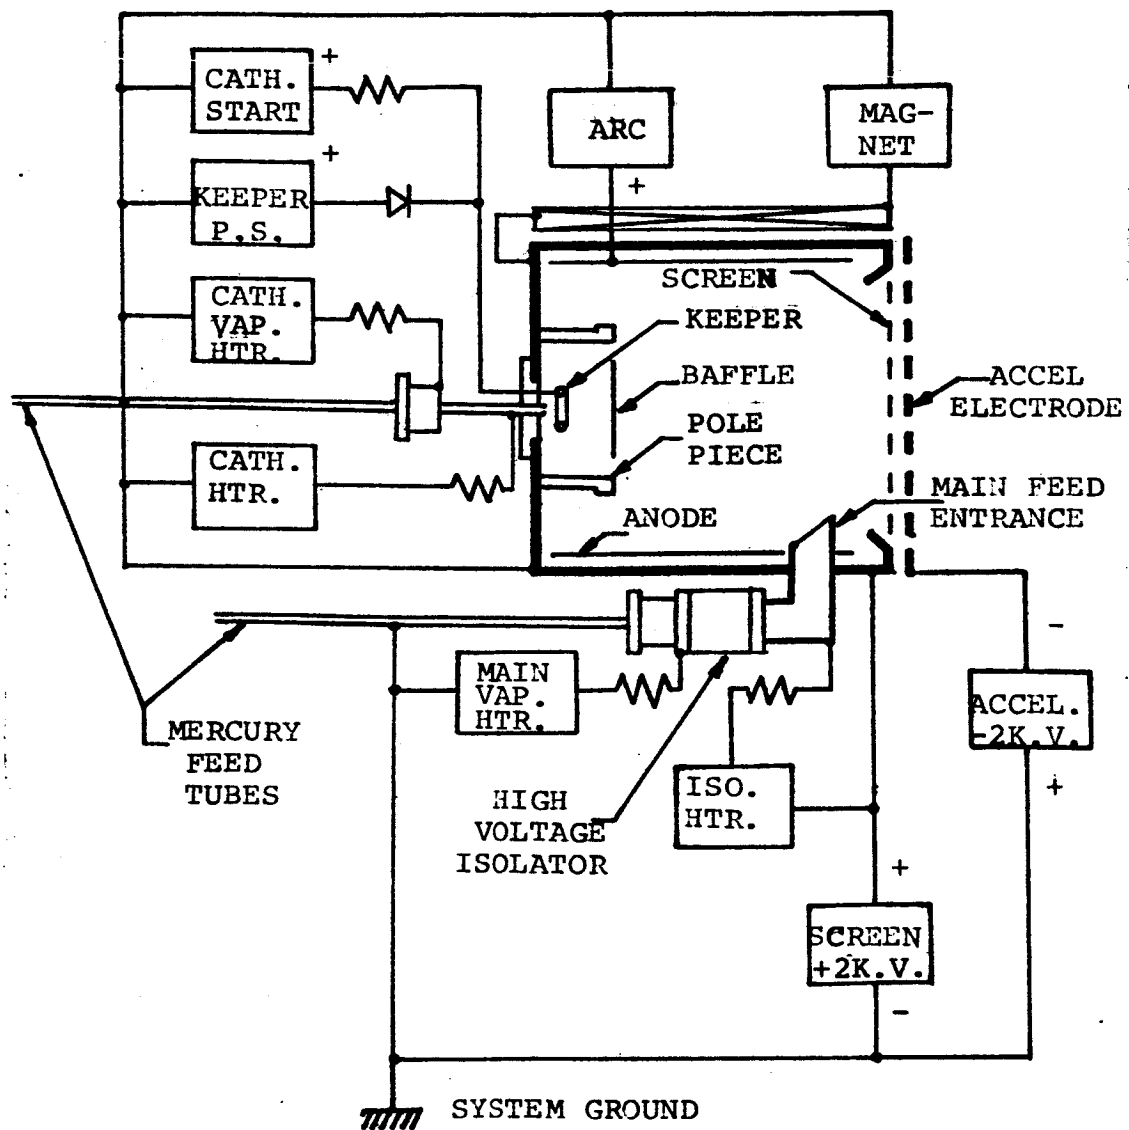 +
CATH.
START
ARC
MAG-
NET
+
+
KEEPER
P.S.
SCREEN
CATH.
VAP.
HTR.
KEEPER
BAFFLE
ACCEL
ELECTRODE
POLE
PIECE
CATH.
HTR.
MAIN FEED
ENTRANCE
ANODE
-
MAIN
VAP.
HTR.
ACCEL.
-2K.V.
+
MERCURY
FEED
TUBES
ISO.
HTR.
HIGH
VOLTAGE
ISOLATOR
+
SCREEN
+2K.V.
-
SYSTEM GROUND